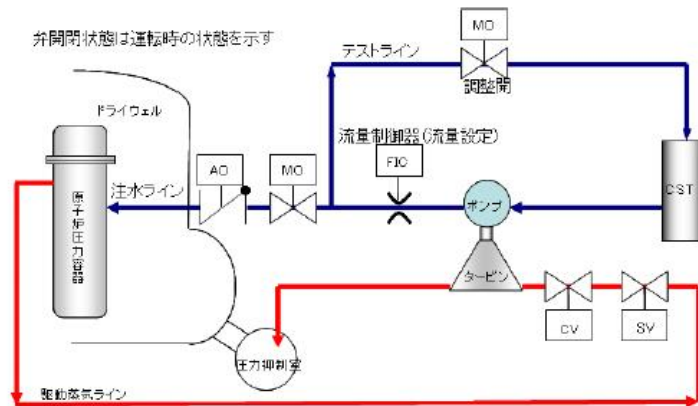 弁開閉状態は運転時の状態を示す
MO
テストライン
調整開
ドライウェル
流量制御器(流量設定)
AO
MO
FIC
CST
注水ライン
ポンプ
原子炉圧力容器
タービン
CV
SV
圧力抑制室
駆動蒸気ライン